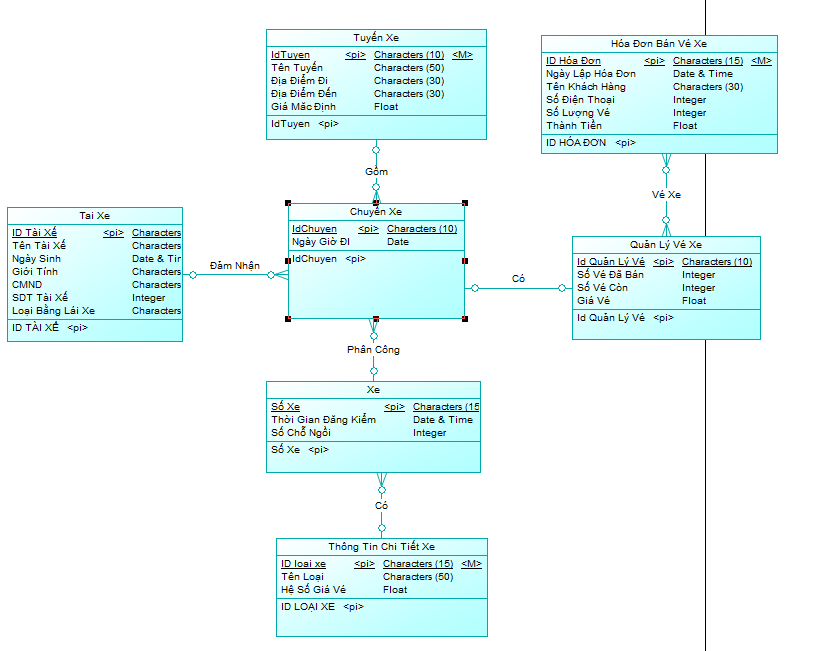 Tuyến Xe
IdTuyen <pi> Characters (10) <M>
Tên Tuyến Characters (50)
Địa Điểm Đi Characters (30)
Địa Điểm Đến Characters (30)
Giá Mặc Định Float
IdTuyen <pi>
Hóa Đơn Bán Vé Xe
ID Hóa Đơn <pi> Characters (15) <M>
Ngày Lập Hóa Đơn Date & Time
Tên Khách Hàng Characters (30)
Số Điện Thoại Integer
Số Lượng Vé Integer
Thành Tiền Float
ID HÓA ĐƠN <pi>
Gồm
Vé Xe
Tai Xe
ID Tài Xế <pi> Characters
Tên Tài Xế Characters
Ngày Sinh Date & Tir
Giới Tính Characters
CMND Characters
SDT Tài Xế Integer
Loại Bằng Lái Xe Characters
ID TÀI XẾ <pi>
Đảm Nhận
Chuyến Xe
IdChuyen <pi> Characters (10)
Ngày Giờ ĐI Date
IdChuyen <pi>
Có
Quản Lý Vé Xe
Id Quản Lý Vé <pi> Characters (10)
Số Vé Đã Bán Integer
Số Vé Còn Integer
Giá Vé Float
Id Quản Lý Vé <pi>
Phân Công
Xe
Số Xe <pi> Characters (15
Thời Gian Đăng Kiểm Date & Time
Số Chỗ Ngồi Integer
Số Xe <pi>
Có
Thông Tin Chi Tiết Xe
ID loai xe <pi> Characters (15) <M>
Tên Loại Characters (50)
Hệ Số Giá Vé Float
ID LOẠI XE <pi>